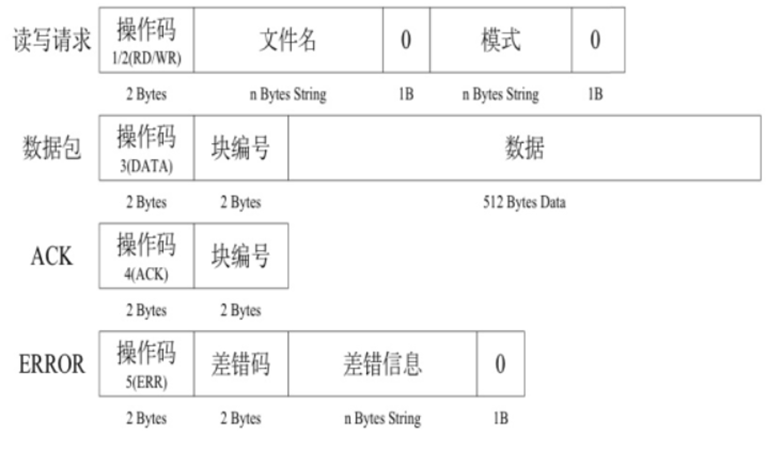 读写请求 操作码 文件名 0 模式 0
1/2(RD/WR)
2 Bytes n Bytes String 1B n Bytes String 1B
数据包 操作码 块编号 数据
3(DATA)
2 Bytes 2 Bytes 512 Bytes Data
ACK 操作码 块编号
4(ACK)
2 Bytes 2 Bytes
ERROR 操作码 差错码 差错信息 0
5(ERR)
2 Bytes 2 Bytes n Bytes String 1B